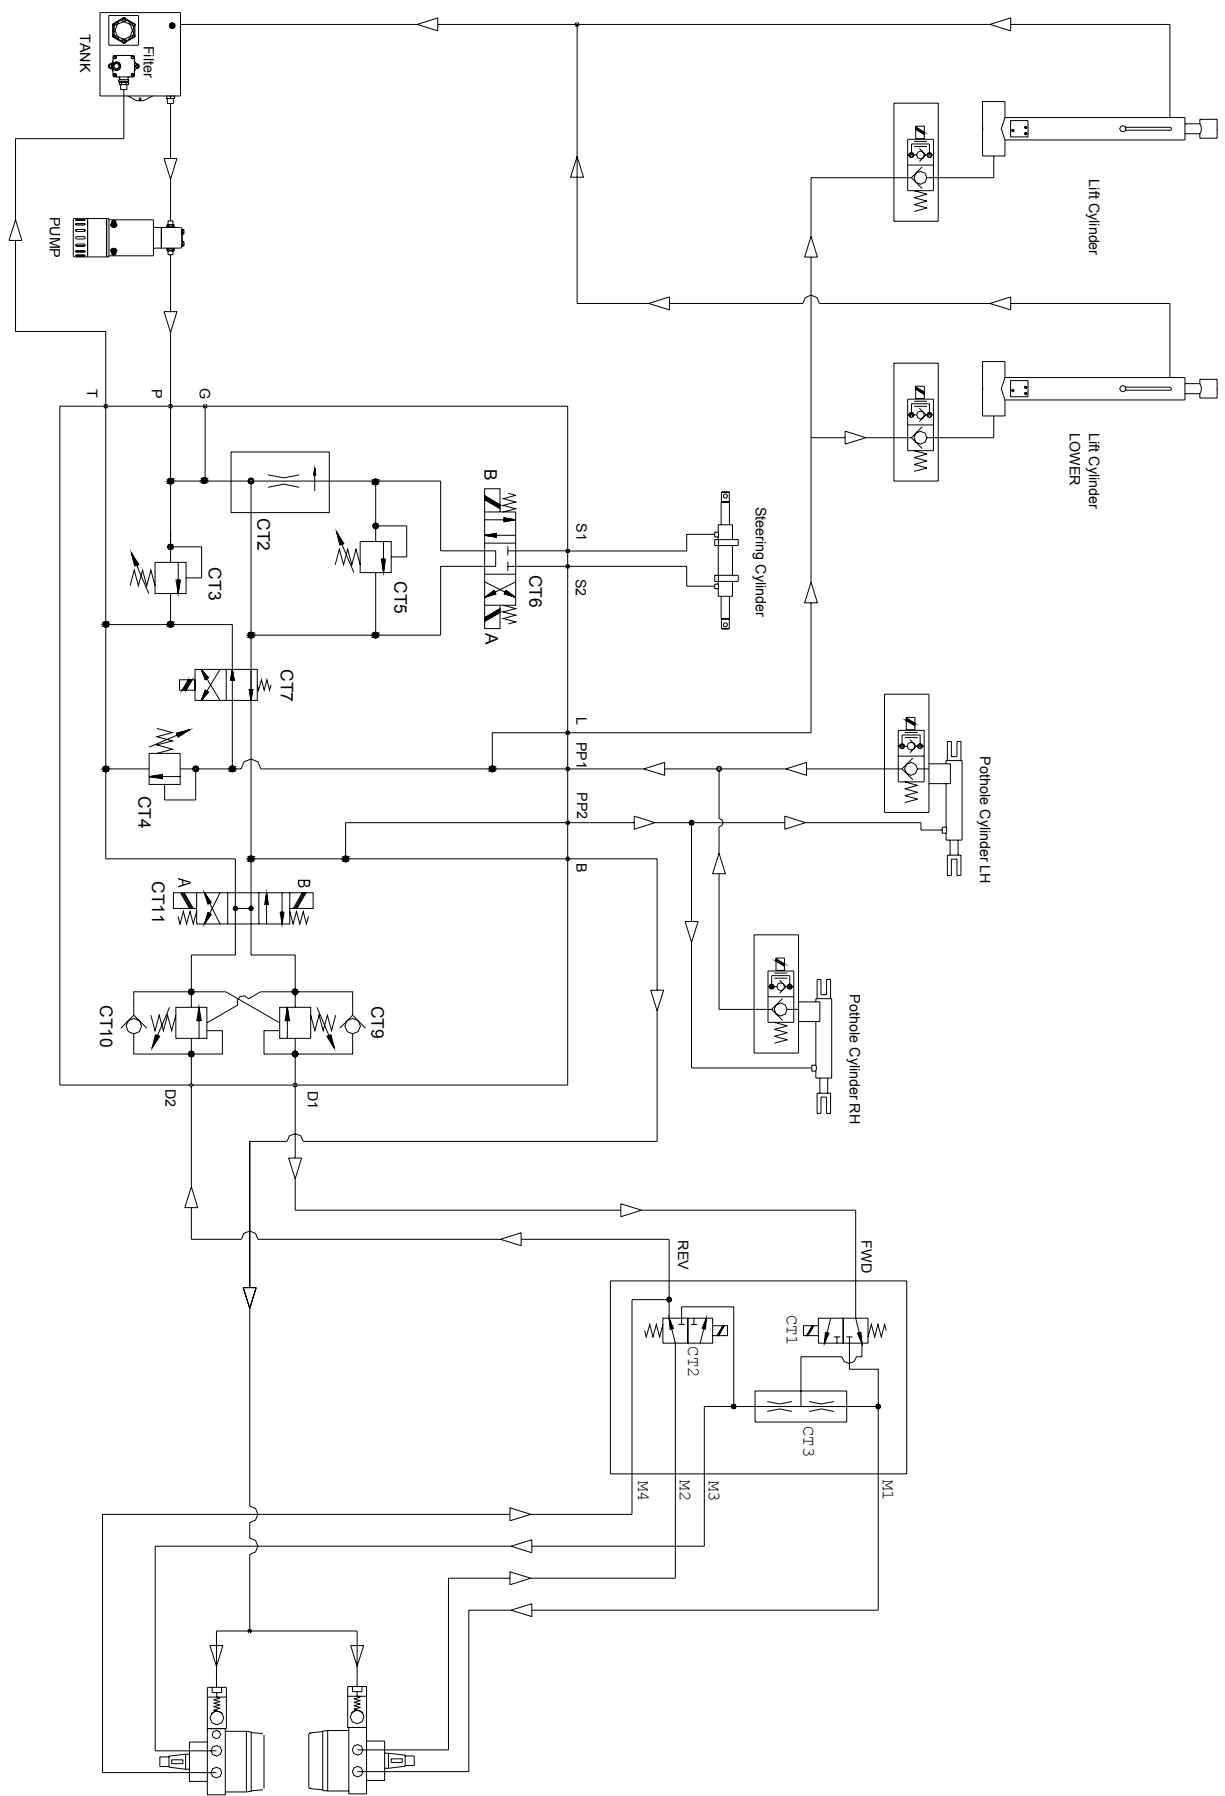 TANK
Filter
PUMP
Lift Cylinder
Lift Cylinder
LOWER
T
P
G
S1
S2
L
PP1
PP2
B
D1
D2
Steering Cylinder
CT2
CT3
CT5
B
CT6
A
CT7
CT4
A
B
CT11
CT10
CT9
Pothole Cylinder LH
Pothole Cylinder RH
FWD
REV
CT1
CT2
CT3
M4
M2
M3
M1